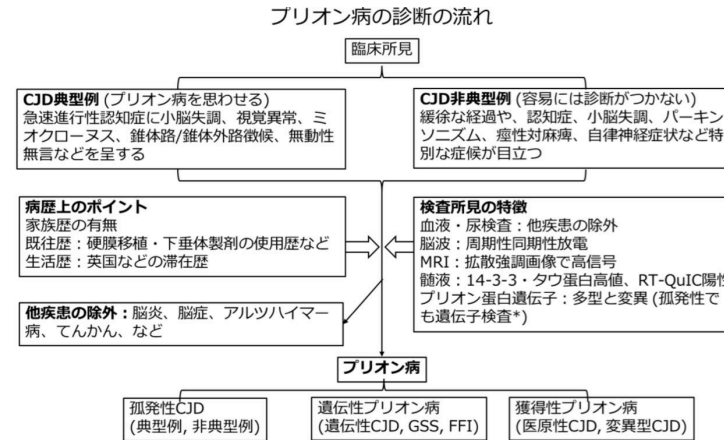 プリオン病の診断の流れ
臨床所見
CJD典型例 (プリオン病を思わせる)
急速進行性認知症に小脳失調、視覚異常、ミ
オクローヌス、錐体路/錐体外路徴候、無動性
無言などを呈する
CJD非典型例 (容易には診断がつかない)
緩徐な経過や、認知症、小脳失調、パーキン
ソニズム、痙性対麻痺、自律神経症状など特
別な症候が目立つ
病歴上のポイント
家族歴の有無
既往歴：硬膜移植・下垂体製剤の使用歴など
生活歴：英国などの滞在歴
検査所見の特徴
血液・尿検査：他疾患の除外
脳波：周期性同期性放電
MRI：拡散強調画像で高信号
髄液：14-3-3・タウ蛋白高値、RT-QuIC陽性
プリオン蛋白遺伝子：多型と変異 (孤発性で
も遺伝子検査*)
他疾患の除外：脳炎、脳症、アルツハイマー
病、てんかん、など
プリオン病
孤発性CJD
(典型例, 非典型例)
遺伝性プリオン病
(遺伝性CJD, GSS, FFI)
獲得性プリオン病
(医原性CJD, 変異型CJD)